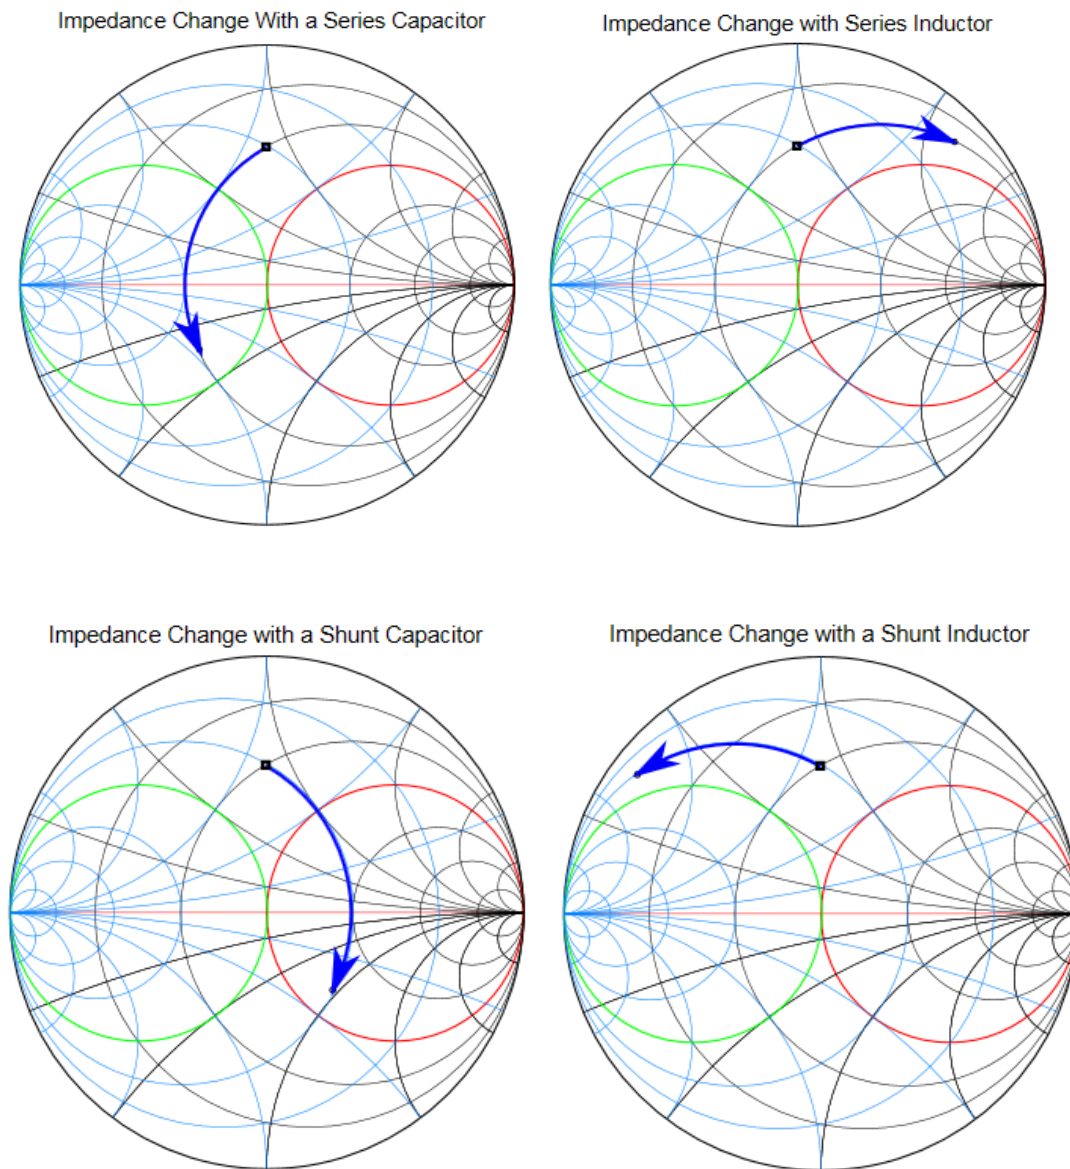 Impedance Change With a Series Capacitor
Impedance Change with Series Inductor
Impedance Change with a Shunt Capacitor
Impedance Change with a Shunt Inductor